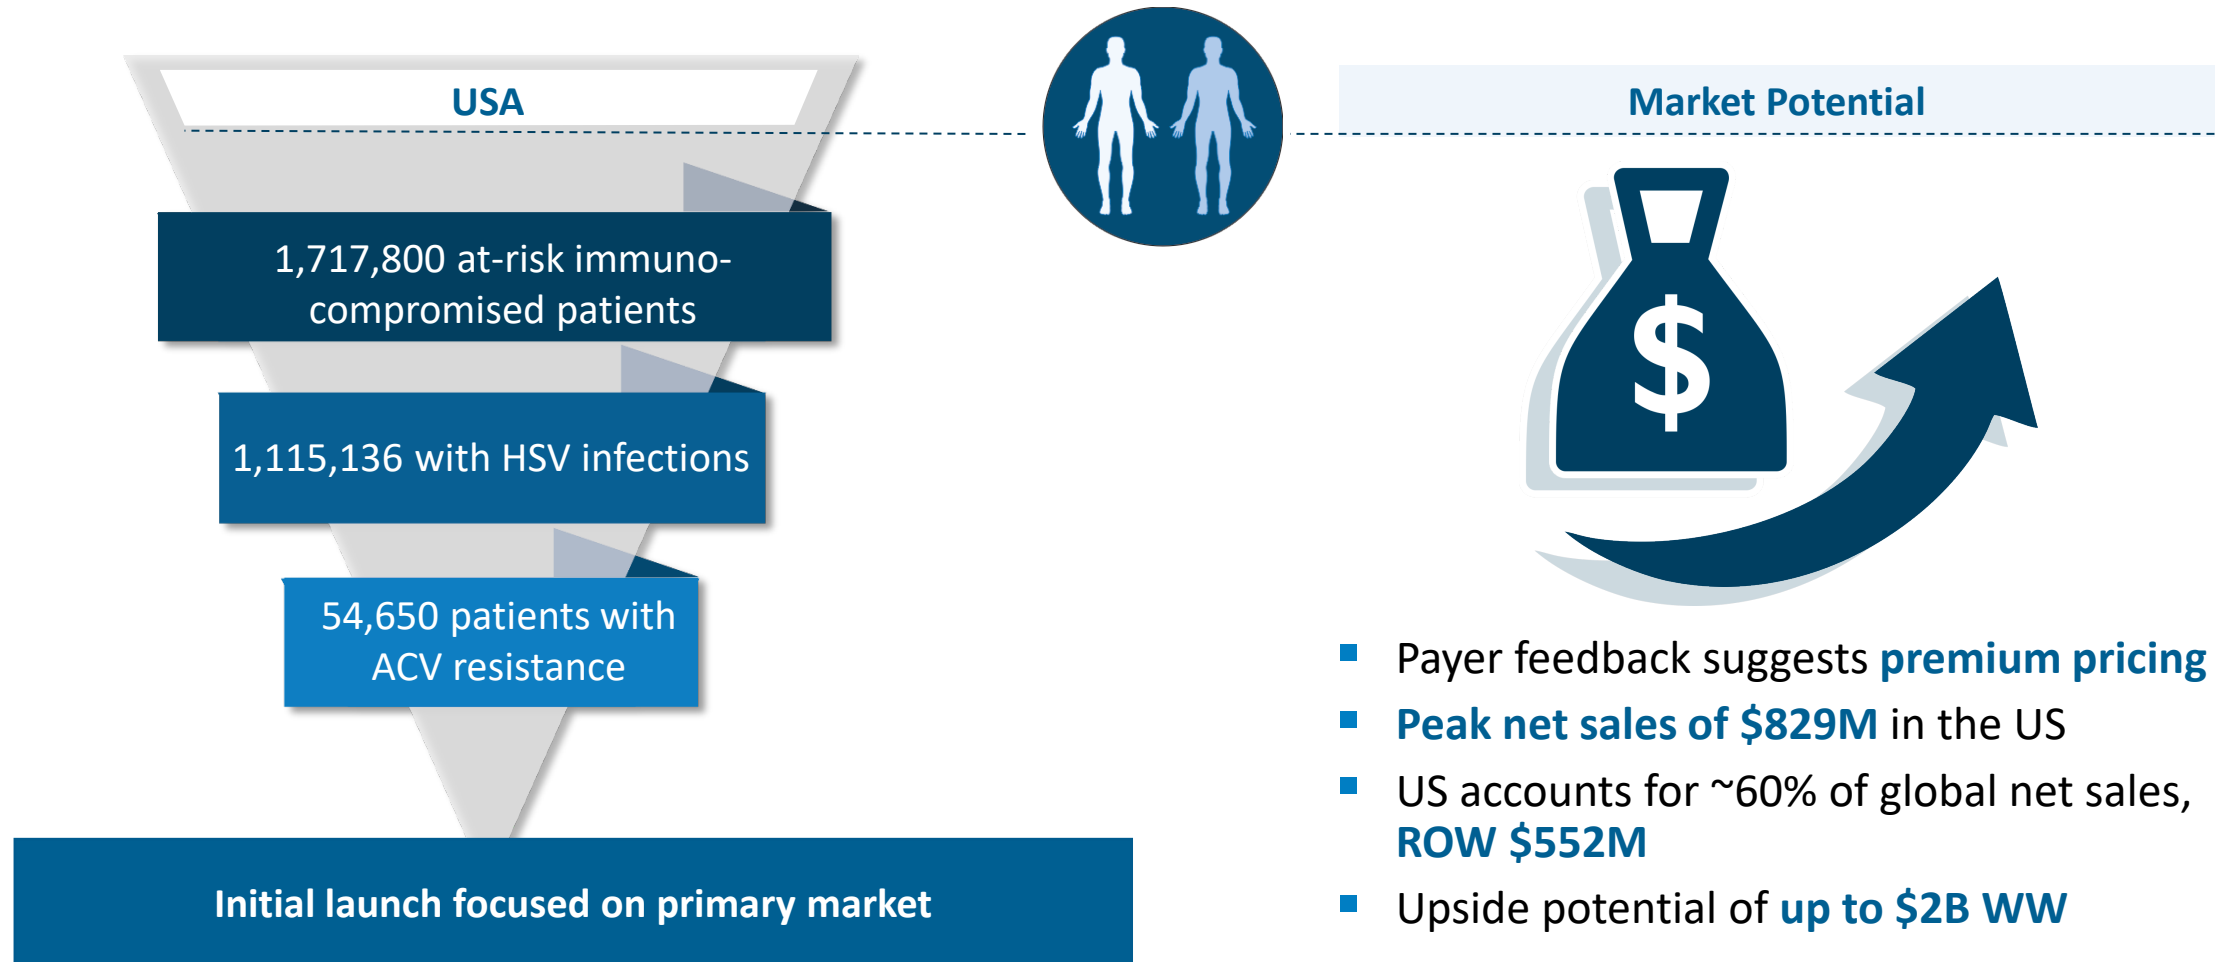 USA
1,717,800 at-risk immuno-
compromised patients
1,115,136 with HSV infections
54,650 patients with
ACV resistance
Initial launch focused on primary market
Market Potential
$
▪ Payer feedback suggests premium pricing
▪ Peak net sales of $829M in the US
▪ US accounts for ~60% of global net sales,
ROW $552M
▪ Upside potential of up to $2B WW